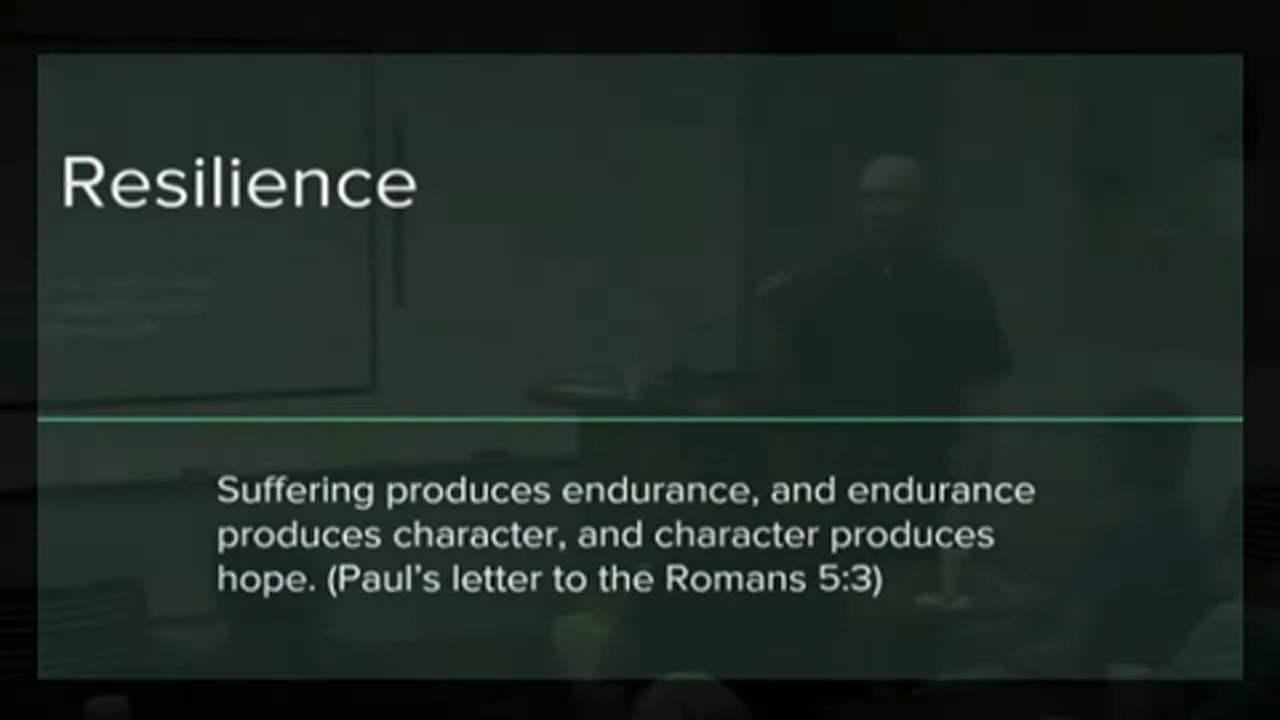 Resilience
Suffering produces endurance, and endurance
produces character, and character produces
hope. (Paul's letter to the Romans 5:3)